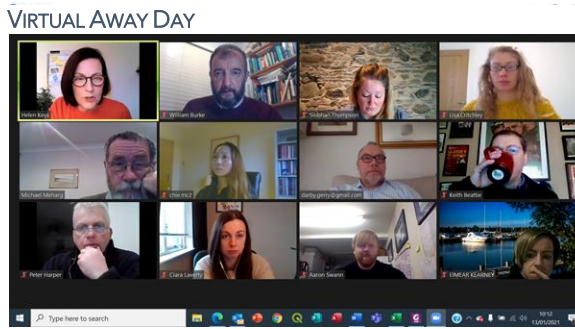 VIRTUAL AWAY DAY
Helen Keys
William Burke
Siobhan Thompson
Lisa Critchley
Michael Meharg
chie.mc2
darby.gerry@gmail.com
Keith Beattie
Peter Harper
Ciara Laverty
Aaron Swann
EIMEAR KEARNEY
Type here to search
10:12
13/01/2021